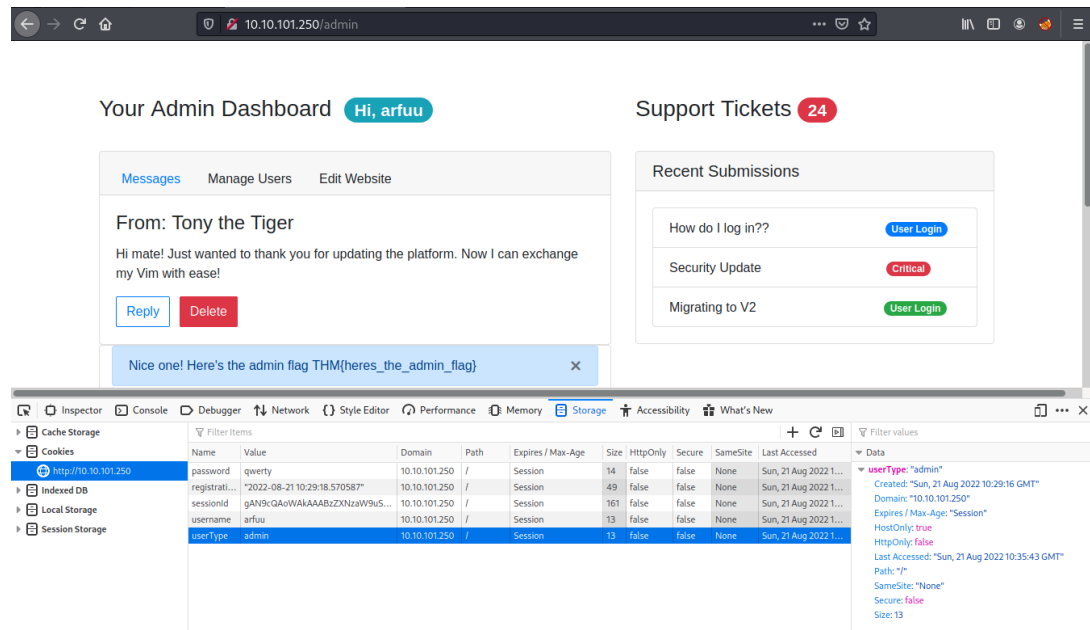 10.10.101.250/admin
Your Admin Dashboard Hi, arfuu
Support Tickets 24
Messages Manage Users Edit Website
From: Tony the Tiger
Hi mate! Just wanted to thank you for updating the platform. Now I can exchange
my Vim with ease!
Reply Delete
Nice one! Here's the admin flag THM{heres_the_admin_flag} ×
Recent Submissions
How do I log in?? User Login
Security Update Critical
Migrating to V2 User Login
Inspector Console Debugger Network Style Editor Performance Memory Storage Accessibility What's New
Cache Storage
Cookies
http://10.10.101.250
Indexed DB
Local Storage
Session Storage
Filter Items
Name Value Domain Path Expires / Max-Age Size HttpOnly Secure SameSite Last Accessed
password qwerty 10.10.101.250 / Session 14 false false None Sun, 21 Aug 2022 1...
registrati... "2022-08-21 10:29:18.570587" 10.10.101.250 / Session 49 false false None Sun, 21 Aug 2022 1...
sessionId gAN9cQAoWAkAAABzZXNzaW9uS... 10.10.101.250 / Session 161 false false None Sun, 21 Aug 2022 1...
username arfuu 10.10.101.250 / Session 13 false false None Sun, 21 Aug 2022 1...
userType admin 10.10.101.250 / Session 13 false false None Sun, 21 Aug 2022 1...
Filter values
Data
userType: "admin"
Created: "Sun, 21 Aug 2022 10:29:16 GMT"
Domain: "10.10.101.250"
Expires / Max-Age: "Session"
HostOnly: true
HttpOnly: false
Last Accessed: "Sun, 21 Aug 2022 10:35:43 GMT"
Path: "/"
SameSite: "None"
Secure: false
Size: 13